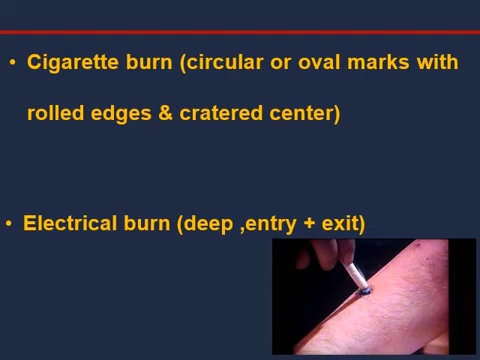 • Cigarette burn (circular or oval marks with
rolled edges & cratered center)
• Electrical burn (deep ,entry + exit)